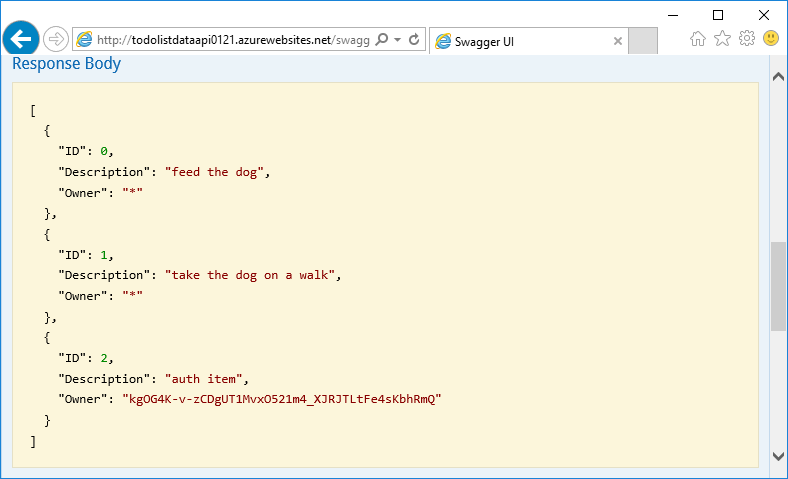 http://todolistdataapi0121.azurewebsites.net/swagg
Swagger UI
Response Body
[
  {
    "ID": 0,
    "Description": "feed the dog",
    "Owner": "*"
  },
  {
    "ID": 1,
    "Description": "take the dog on a walk",
    "Owner": "*"
  },
  {
    "ID": 2,
    "Description": "auth item",
    "Owner": "kgOG4K-v-zCDgUT1MvxO521m4_XJRJTLtFe4sKbhRmQ"
  }
]